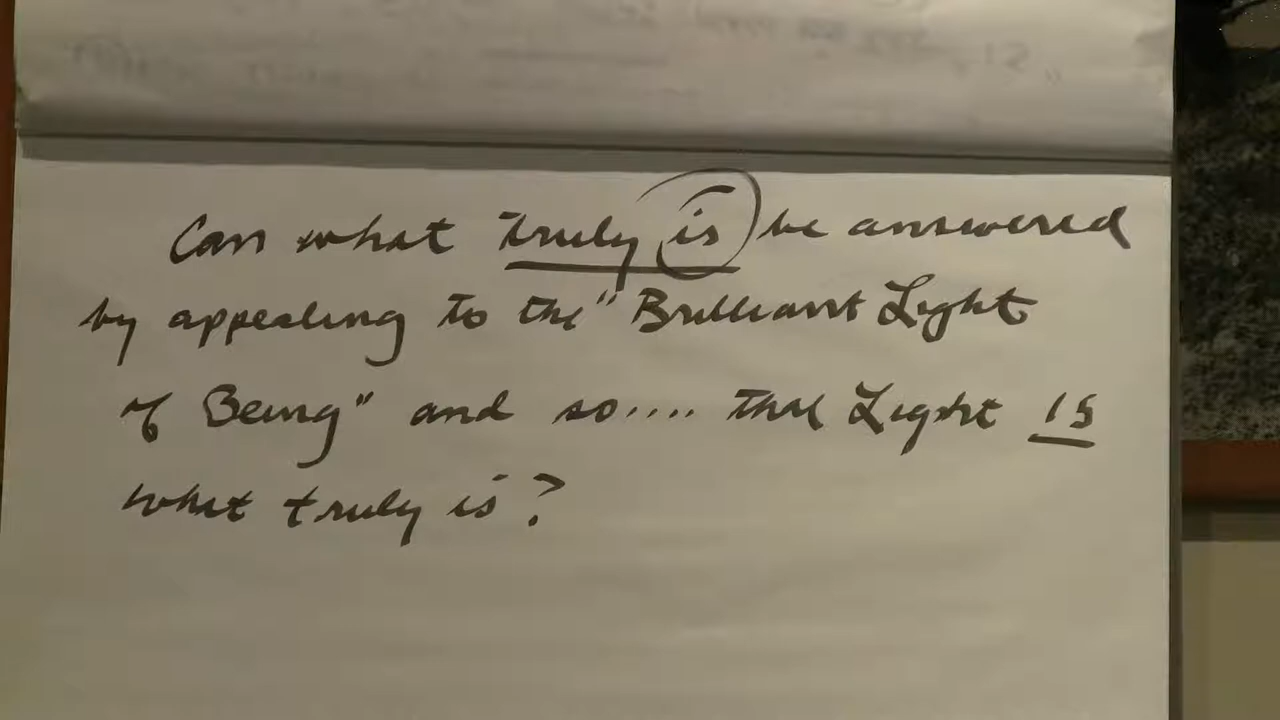 Can what truly is be answered
by appealing to the "Brilliant Light
of Being" and so.... that Light is
what truly is?